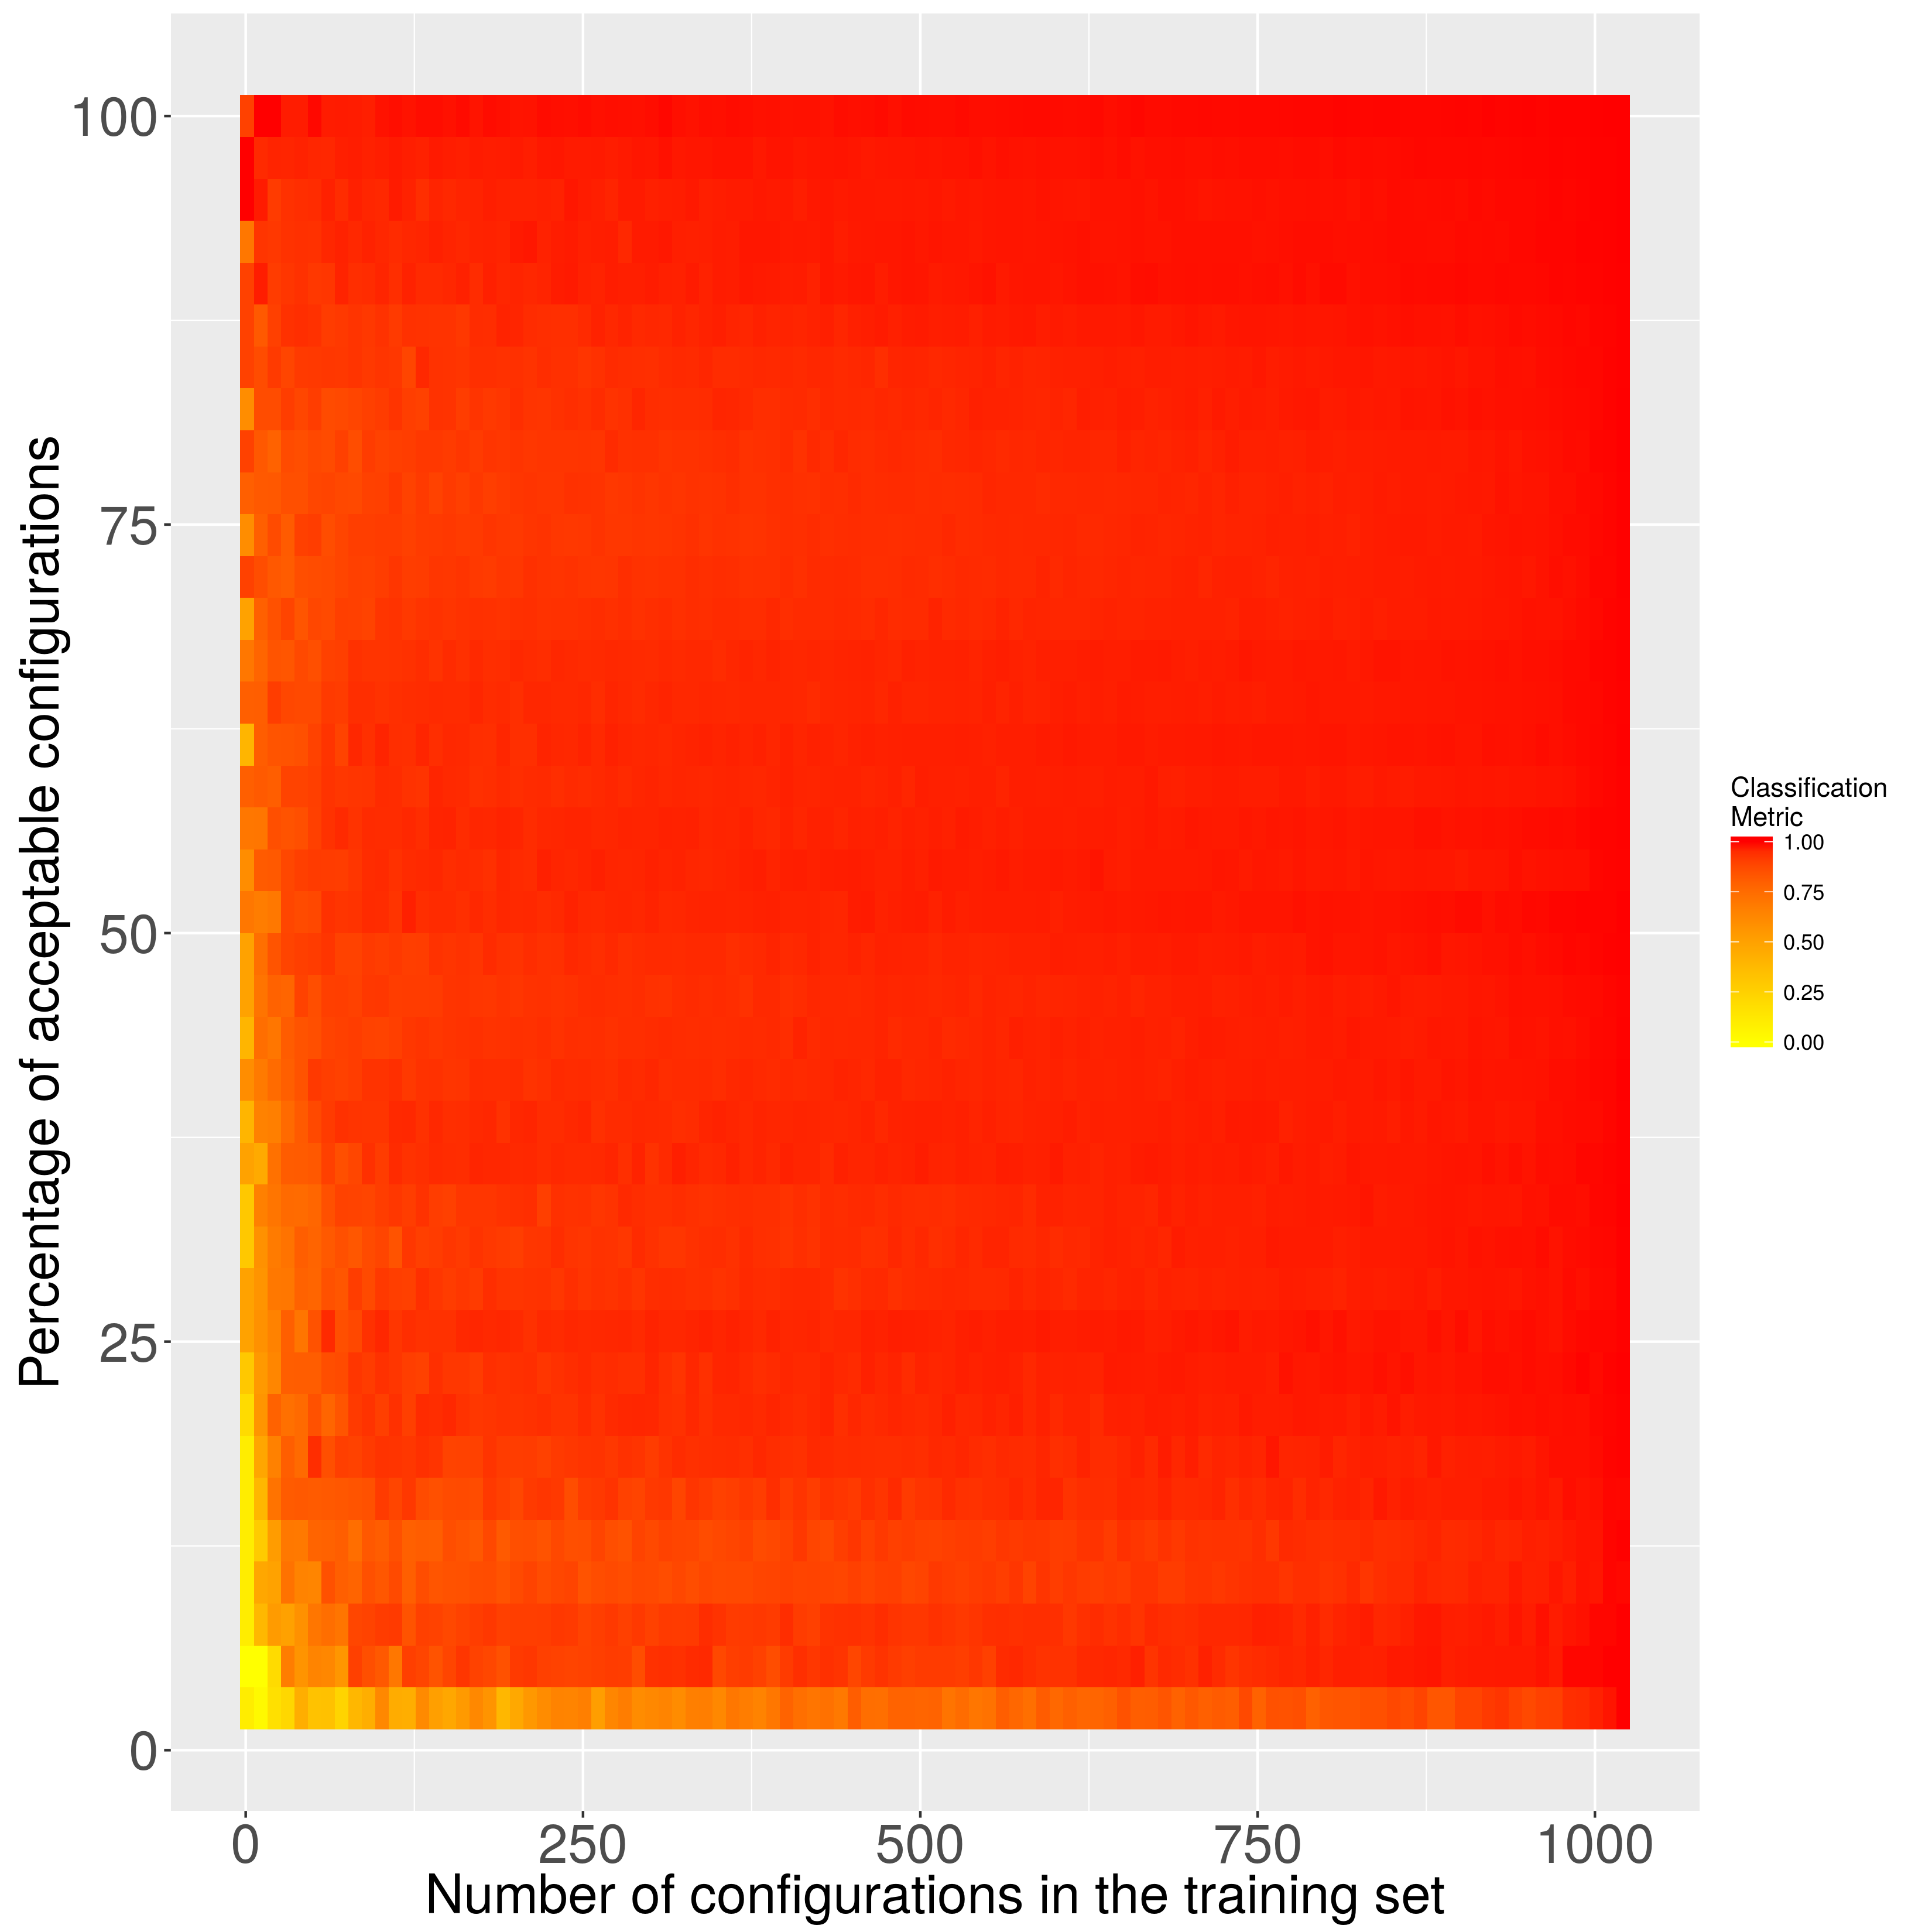 Percentage of acceptable configurations
100
75
50
25
0
0 250 500 750 1000
Number of configurations in the training set
Classification
Metric
1.00
0.75
0.50
0.25
0.00